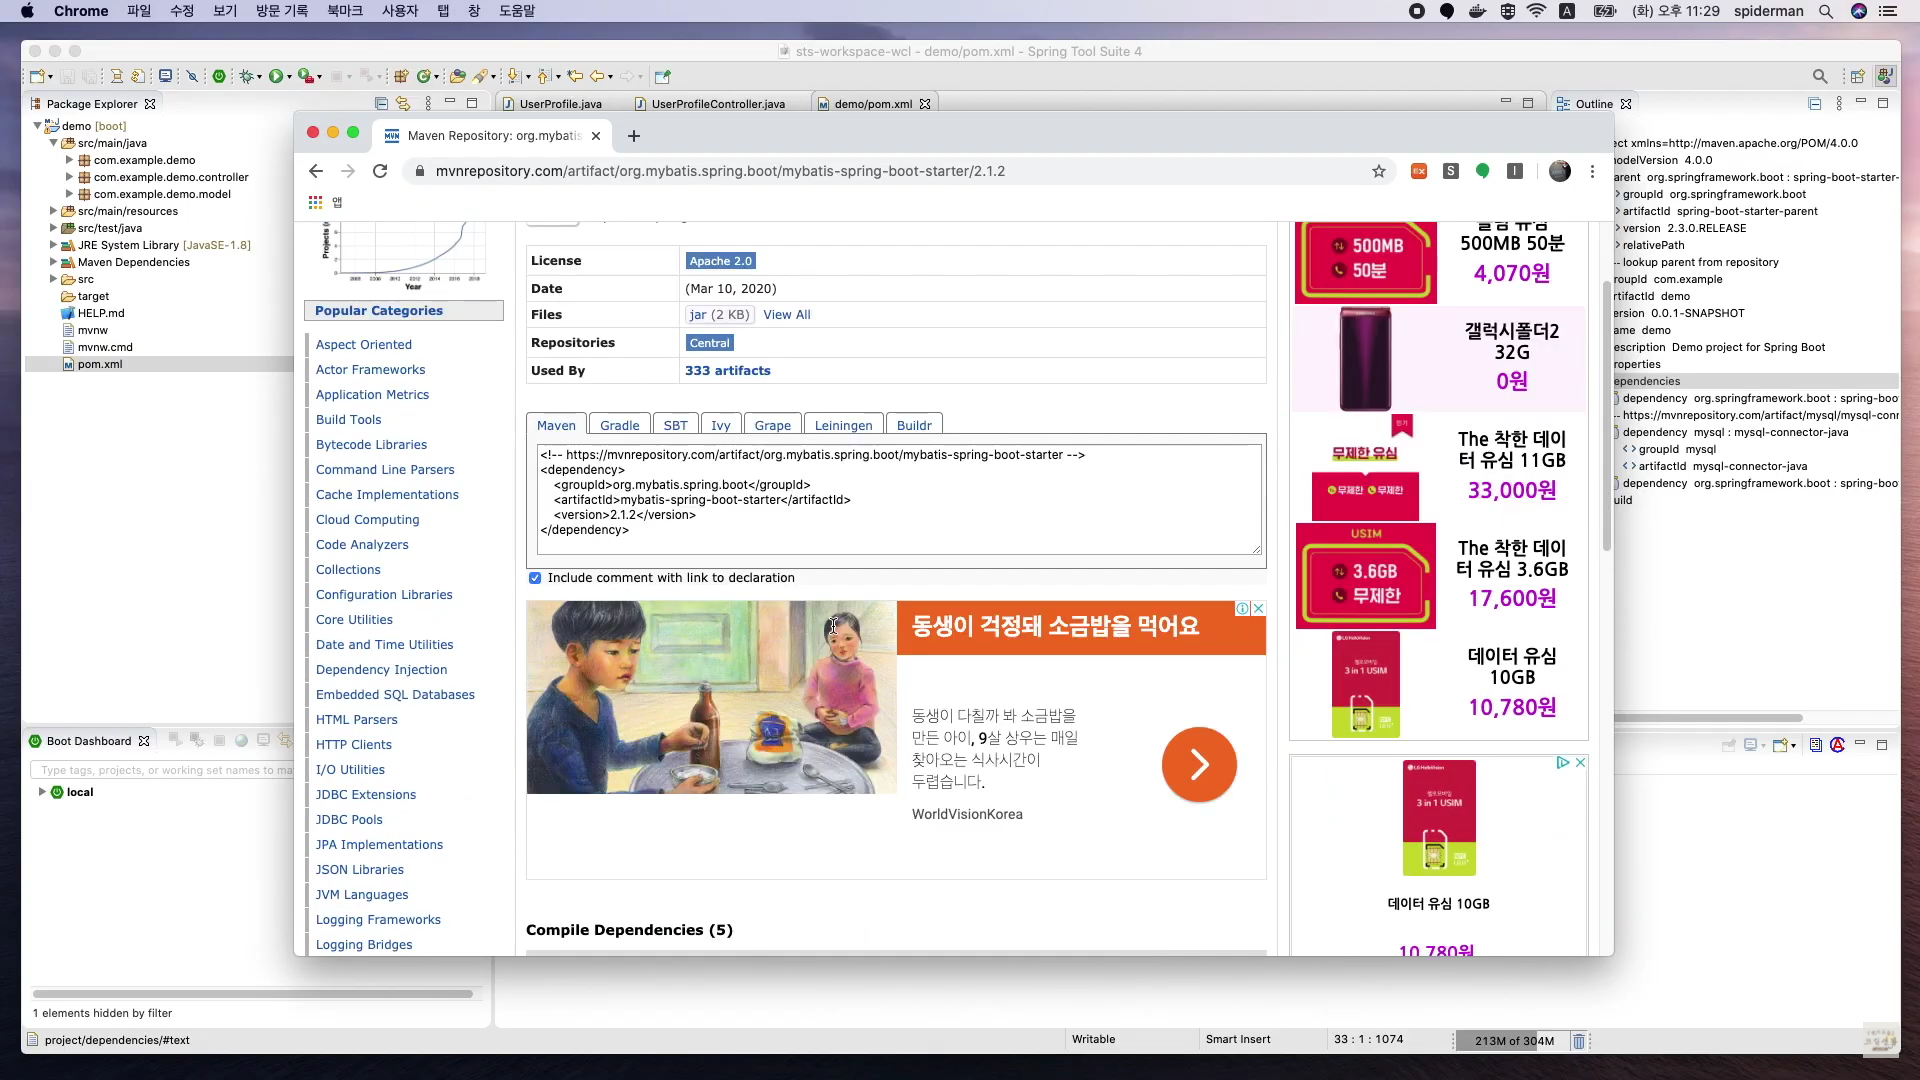 Chrome 파일 수정 보기 방문 기록 북마크 사용자 탭 창 도움말
A (화) 오후 11:29 spiderman
sts-workspace-wcl - demo/pom.xml - Spring Tool Suite 4
Package Explorer
UserProfile.java UserProfileController.java demo/pom.xml
Outline
demo [boot]
src/main/java
com.example.demo
com.example.demo.controller
com.example.demo.model
src/main/resources
src/test/java
JRE System Library [JavaSE-1.8]
Maven Dependencies
src
target
HELP.md
mvnw
mvnw.cmd
pom.xml
Boot Dashboard
Type tags, projects, or working set names to ma
local
1 elements hidden by filter
Maven Repository: org.mybatis
mvnrepository.com/artifact/org.mybatis.spring.boot/mybatis-spring-boot-starter/2.1.2
앱
Year
Popular Categories
Aspect Oriented
Actor Frameworks
Application Metrics
Build Tools
Bytecode Libraries
Command Line Parsers
Cache Implementations
Cloud Computing
Code Analyzers
Collections
Configuration Libraries
Core Utilities
Date and Time Utilities
Dependency Injection
Embedded SQL Databases
HTML Parsers
HTTP Clients
I/O Utilities
JDBC Extensions
JDBC Pools
JPA Implementations
JSON Libraries
JVM Languages
Logging Frameworks
Logging Bridges
License Apache 2.0
Date (Mar 10, 2020)
Files jar (2 KB) View All
Repositories Central
Used By 333 artifacts
Maven Gradle SBT Ivy Grape Leiningen Buildr
<!-- https://mvnrepository.com/artifact/org.mybatis.spring.boot/mybatis-spring-boot-starter -->
<dependency>
<groupId>org.mybatis.spring.boot</groupId>
<artifactId>mybatis-spring-boot-starter</artifactId>
<version>2.1.2</version>
</dependency>
Include comment with link to declaration
동생이 걱정돼 소금밥을 먹어요
동생이 다칠까 봐 소금밥을
만든 아이, 9살 상우는 매일
찾아오는 식사시간이
두렵습니다.
WorldVisionKorea
Compile Dependencies (5)
500MB
50분
500MB 50분
4,070원
갤럭시폴더2
32G
0원
무제한 유심
무제한 무제한
The 착한 데이
터 유심 11GB
33,000원
USIM
3.6GB
무제한
The 착한 데이
터 유심 3.6GB
17,600원
3 in 1 USIM
데이터 유심
10GB
10,780원
3 in 1 USIM
데이터 유심 10GB
10,780원
ect xmlns=http://maven.apache.org/POM/4.0.0
odelVersion 4.0.0
arent org.springframework.boot : spring-boot-starter-
groupId org.springframework.boot
artifactId spring-boot-starter-parent
version 2.3.0.RELEASE
relativePath
-- lookup parent from repository
roupId com.example
rtifactId demo
ersion 0.0.1-SNAPSHOT
ame demo
escription Demo project for Spring Boot
roperties
ependencies
dependency org.springframework.boot : spring-boo
-- https://mvnrepository.com/artifact/mysql/mysql-conn
dependency mysql : mysql-connector-java
groupId mysql
artifactId mysql-connector-java
dependency org.springframework.boot : spring-boo
uild
project/dependencies/#text
Writable Smart Insert 33 : 1 : 1074 213M of 304M